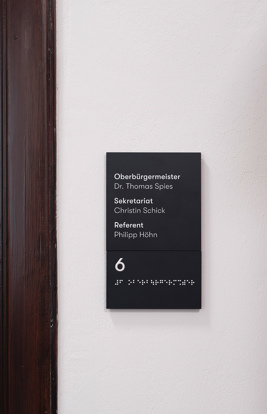 Oberbürgermeister
Dr. Thomas Spies
Sekretariat
Christin Schick
Referent
Philipp Höhn
6